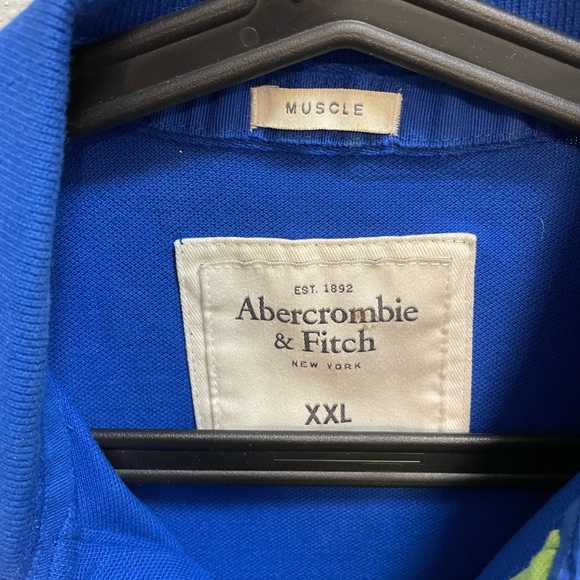 MUSCLE
EST. 1892
Abercrombie
& Fitch
NEW YORK
XXL